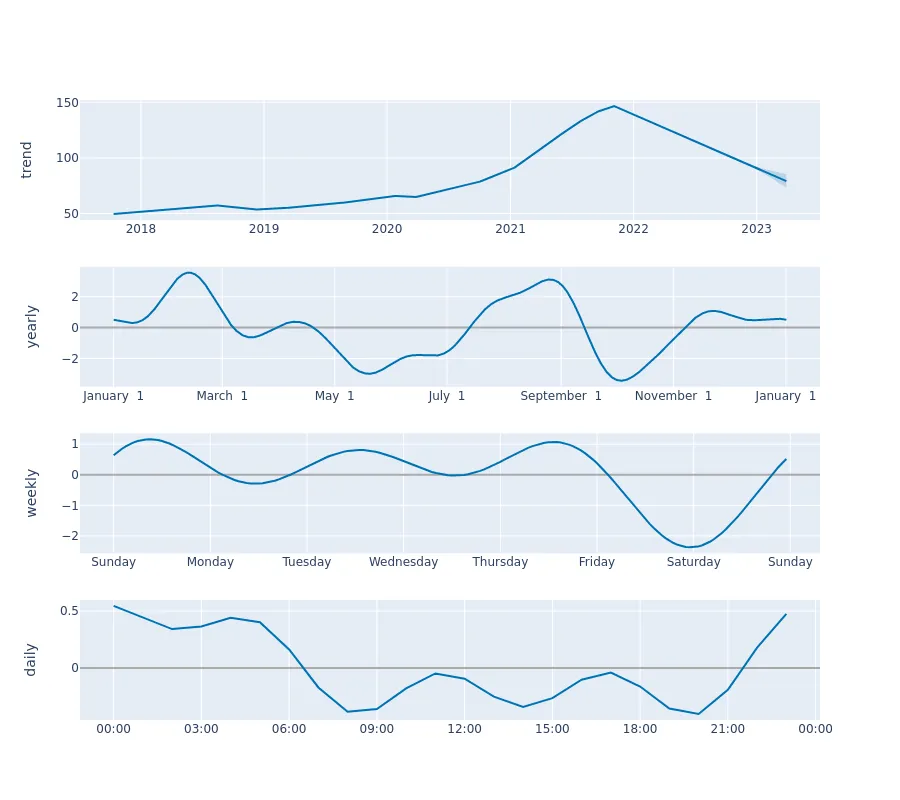 trend
150
100
50
2018 2019 2020 2021 2022 2023
yearly
2
0
−2
January 1 March 1 May 1 July 1 September 1 November 1 January 1
weekly
1
0
−1
−2
Sunday Monday Tuesday Wednesday Thursday Friday Saturday Sunday
daily
0.5
0
00:00 03:00 06:00 09:00 12:00 15:00 18:00 21:00 00:00